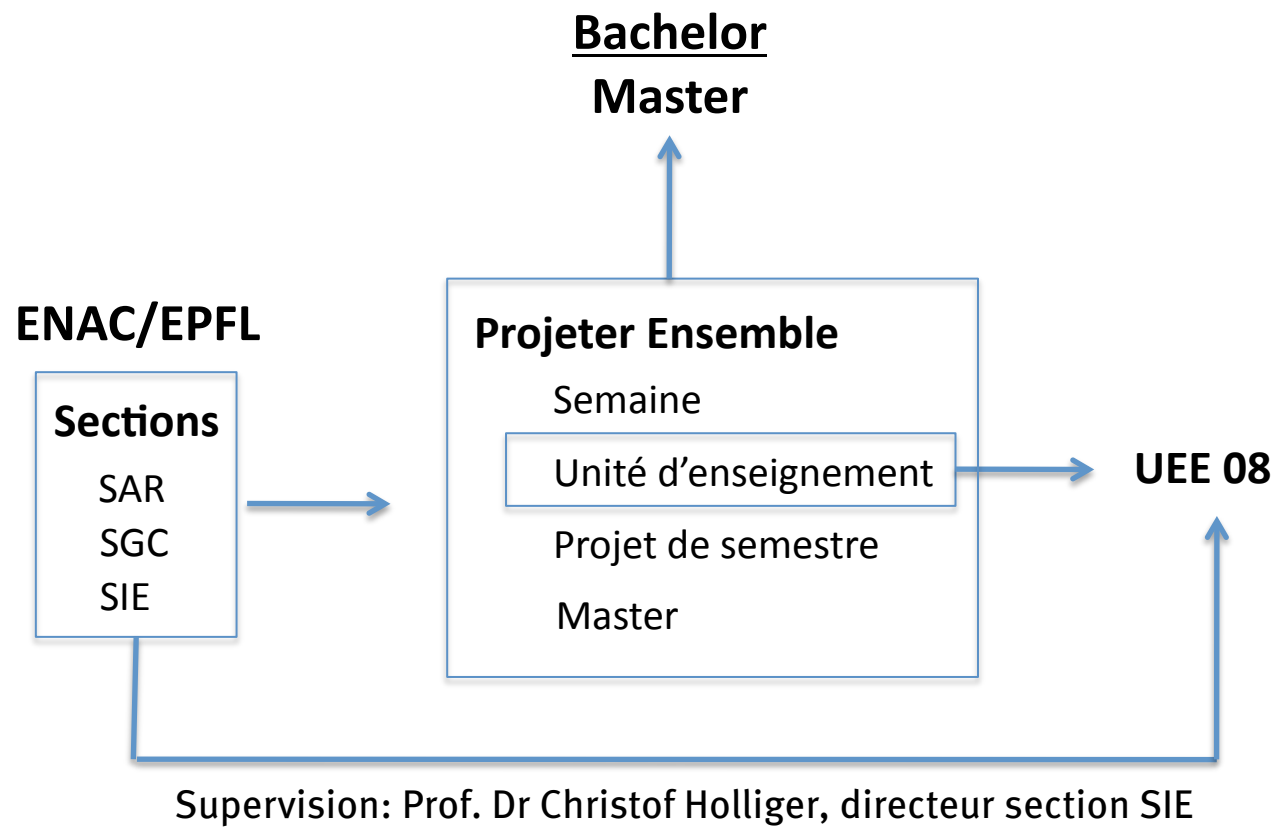 Bachelor
Master
ENAC/EPFL
Sections
SAR
SGC
SIE
Projeter Ensemble
Semaine
Unité d'enseignement
Projet de semestre
Master
UEE 08
Supervision: Prof. Dr Christof Holliger, directeur section SIE